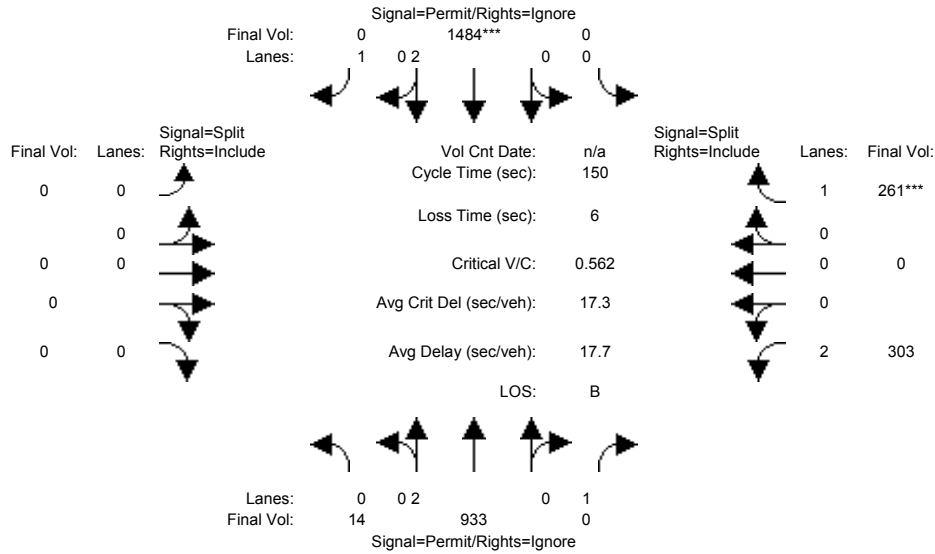 Signal=Permit/Rights=Ignore
Final Vol: 0 1484*** 0
Lanes: 1 0 2 0 0
Signal=Split Signal=Split
Final Vol: Lanes: Rights=Include Vol Cnt Date: n/a Rights=Include Lanes: Final Vol:
Cycle Time (sec): 150
0 0 1 261***
Loss Time (sec): 6
0 0
0 0 Critical V/C: 0.562 0 0
0 Avg Crit Del (sec/veh): 17.3 0
0 0 Avg Delay (sec/veh): 17.7 2 303
LOS: B
Lanes: 0 0 2 0 1
Final Vol: 14 933 0
Signal=Permit/Rights=Ignore